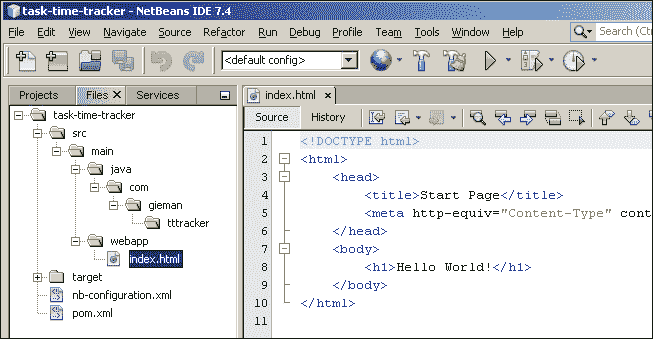 task-time-tracker - NetBeans IDE 7.4
File Edit View Navigate Source Refactor Run Debug Profile Team Tools Window Help Search (Ctrl
<default config>
Projects Files Services
index.html
Source History
task-time-tracker
src
main
java
com
gieman
tttracker
webapp
index.html
target
nb-configuration.xml
pom.xml
1 <!DOCTYPE html>
2 <html>
3 <head>
4 <title>Start Page</title>
5 <meta http-equiv="Content-Type" cont
6 </head>
7 <body>
8 <h1>Hello World!</h1>
9 </body>
10 </html>
11